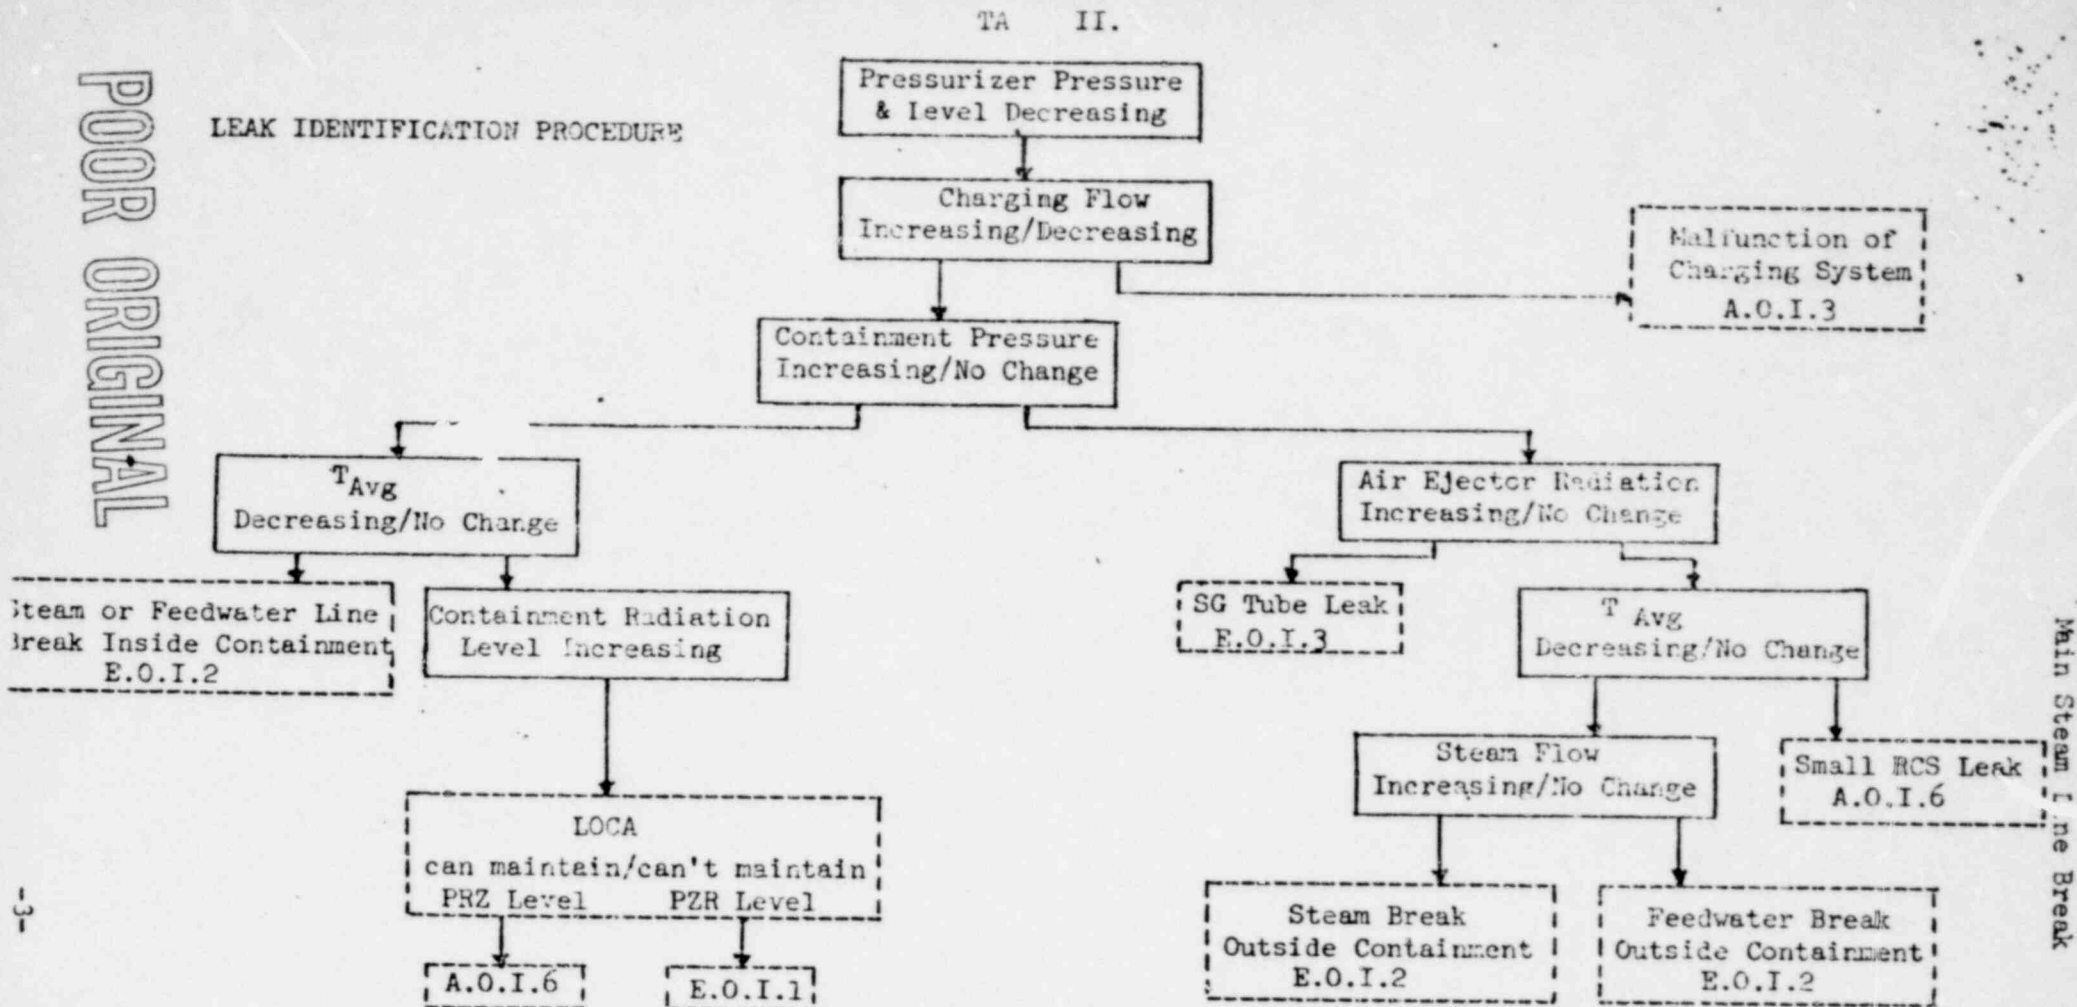 TA II.
POOR ORIGINAL
LEAK IDENTIFICATION PROCEDURE
Pressurizer Pressure
& Level Decreasing
Charging Flow
Increasing/Decreasing
Malfunction of
Charging System
A.O.I.3
Containment Pressure
Increasing/No Change
TAvg
Decreasing/No Change
Air Ejector Radiation
Increasing/No Change
Steam or Feedwater Line
Break Inside Containment
E.O.I.2
Containment Radiation
Level Increasing
SG Tube Leak
E.O.I.3
T Avg
Decreasing/No Change
Steam Flow
Increasing/No Change
Small RCS Leak
A.O.I.6
LOCA
can maintain/can't maintain
PRZ Level PZR Level
A.O.I.6
E.O.I.1
Steam Break
Outside Containment
E.O.I.2
Feedwater Break
Outside Containment
E.O.I.2
Main Steam Line Break
-3-